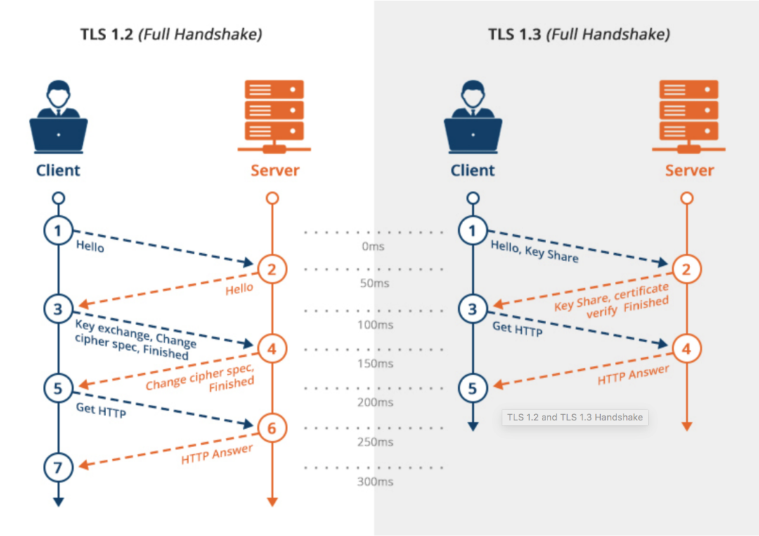 TLS 1.2 (Full Handshake)
Client
Server
1
Hello
2
Hello
3
Key exchange, Change
cipher spec, Finished
4
Change cipher spec,
Finished
5
Get HTTP
6
HTTP Answer
7
0ms
50ms
100ms
150ms
200ms
250ms
300ms
TLS 1.3 (Full Handshake)
Client
Server
1
Hello, Key Share
2
Key Share, certificate
verify Finished
3
Get HTTP
4
HTTP Answer
5
TLS 1.2 and TLS 1.3 Handshake